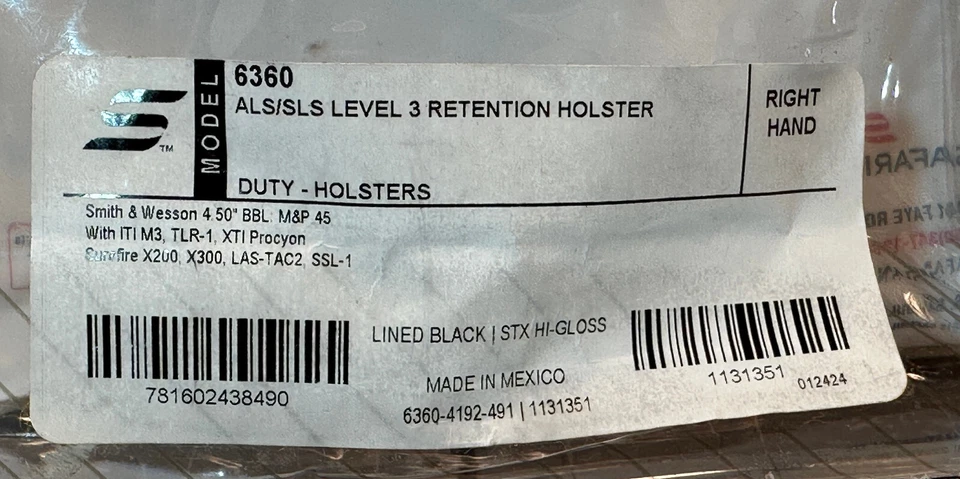 MODEL
6360
ALS/SLS LEVEL 3 RETENTION HOLSTER
DUTY - HOLSTERS
RIGHT
HAND
TM
Smith & Wesson 4.50" BBL: M&P 45
With ITI M3, TLR-1, XTI Procyon
Surefire X200, X300, LAS-TAC2, SSL-1
LINED BLACK | STX HI-GLOSS
MADE IN MEXICO
6360-4192-491 | 1131351
781602438490
1131351
012424